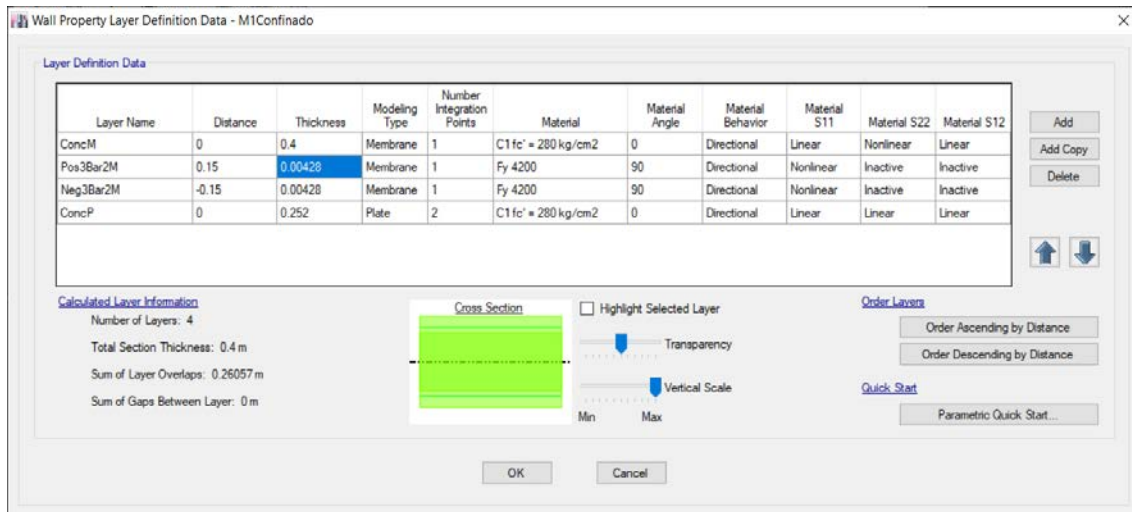 Wall Property Layer Definition Data - M1Confinado
Layer Definition Data
Layer Name Distance Thickness Modeling Type Number Integration Points Material Material Angle Material Behavior Material S11 Material S22 Material S12
ConcM 0 0.4 Membrane 1 C1 fc' = 280 kg/cm2 0 Directional Linear Nonlinear Linear
Pos3Bar2M 0.15 0.00428 Membrane 1 Fy 4200 90 Directional Nonlinear Inactive Inactive
Neg3Bar2M -0.15 0.00428 Membrane 1 Fy 4200 90 Directional Nonlinear Inactive Inactive
ConcP 0 0.252 Plate 2 C1 fc' = 280 kg/cm2 0 Directional Linear Linear Linear
Add
Add Copy
Delete
Calculated Layer Information
Number of Layers: 4
Total Section Thickness: 0.4 m
Sum of Layer Overlaps: 0.26057 m
Sum of Gaps Between Layer: 0 m
Cross Section
Highlight Selected Layer
Transparency
Vertical Scale
Min Max
Order Layers
Order Ascending by Distance
Order Descending by Distance
Quick Start
Parametric Quick Start...
OK Cancel